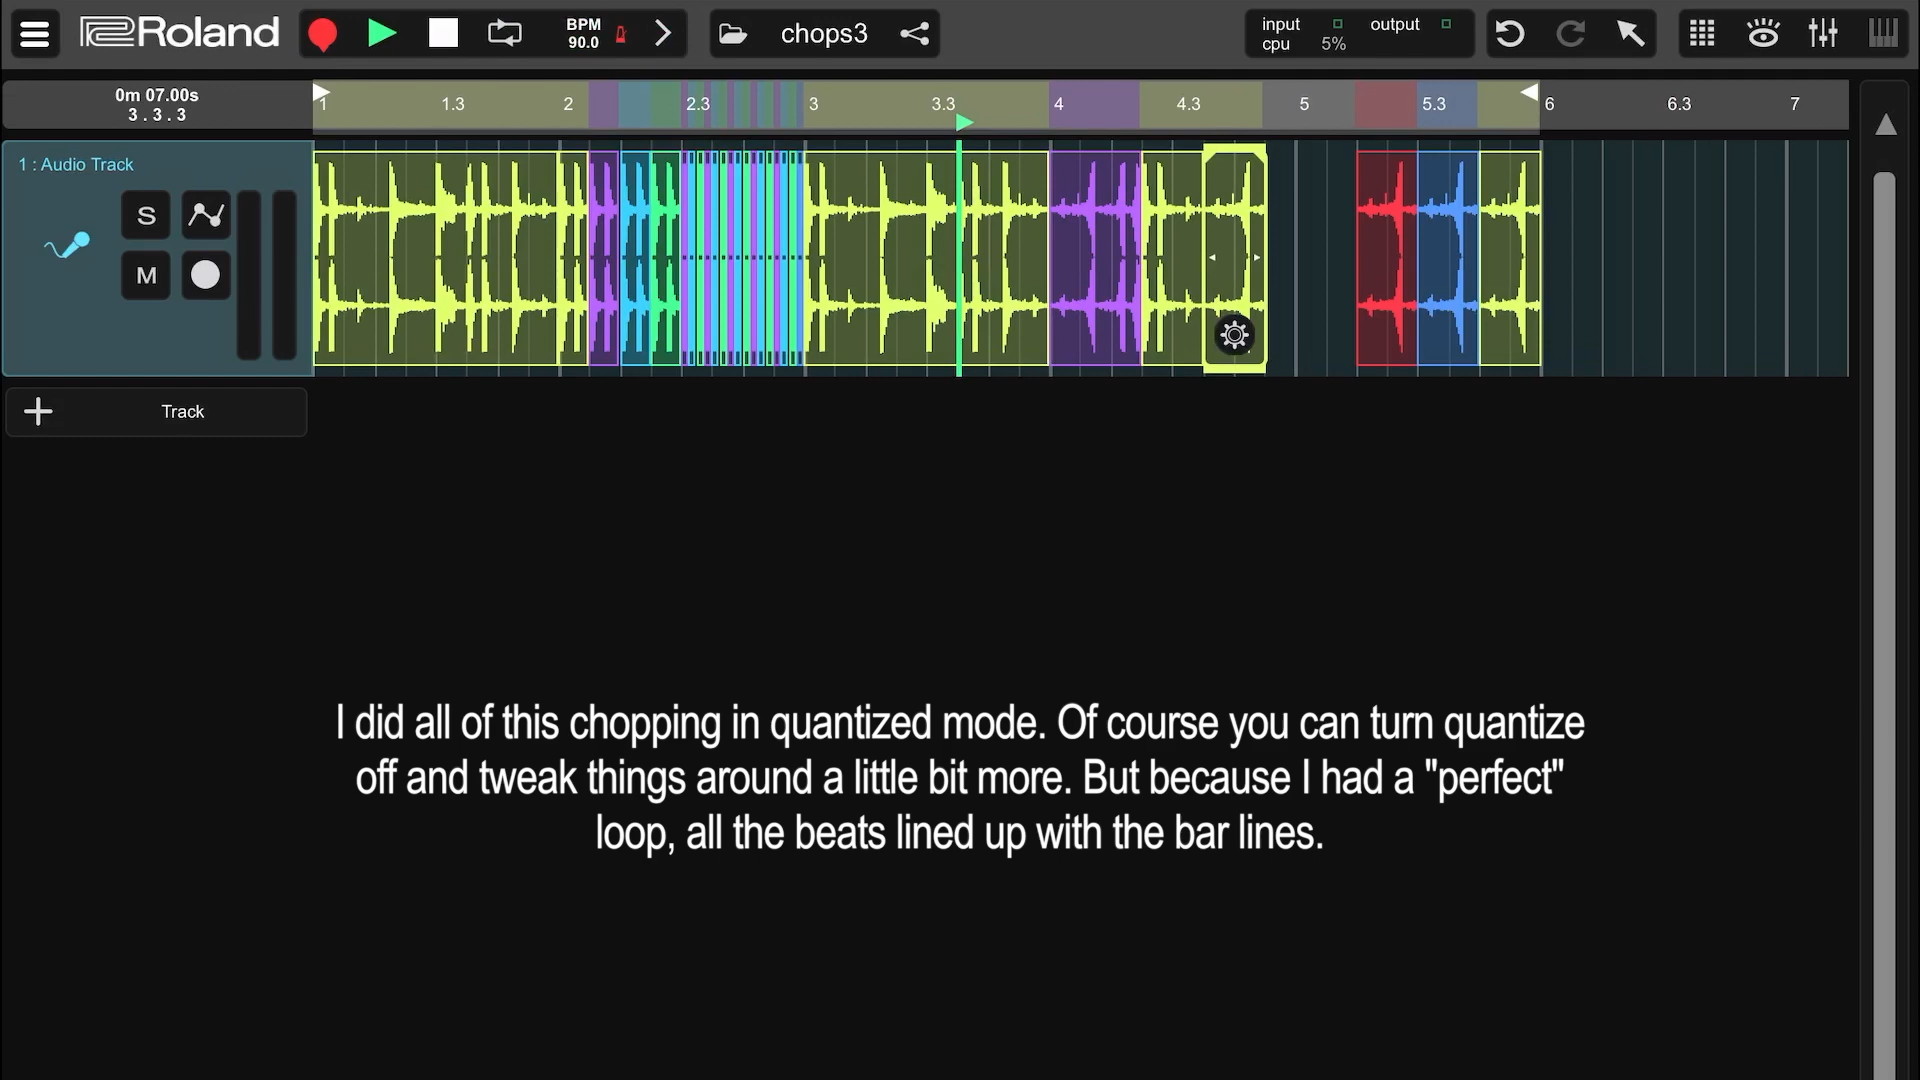 Roland
BPM
90.0
chops3
input
cpu
5%
output
0m 07.00s
3 . 3 . 3
1
1.3
2
2.3
3
3.3
4
4.3
5
5.3
6
6.3
7
1 : Audio Track
S
M
Track
I did all of this chopping in quantized mode. Of course you can turn quantize
off and tweak things around a little bit more. But because I had a "perfect"
loop, all the beats lined up with the bar lines.